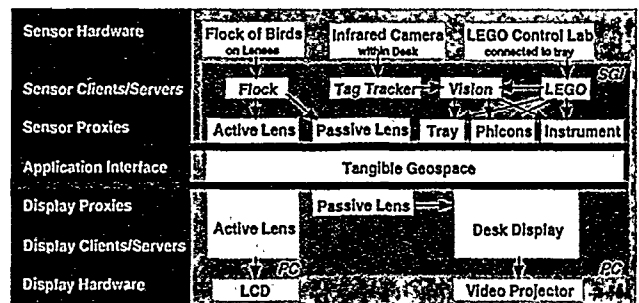 Sensor Hardware
Flock of Birds
on Lenses
Infrared Camera
within Desk
LEGO Control Lab
connected to tray
SGI
Sensor Clients/Servers
Flock
Tag Tracker
Vision
LEGO
Sensor Proxies
Active Lens
Passive Lens
Tray
Phicons
Instrument
Application Interface
Tangible Geospace
Display Proxies
Passive Lens
Active Lens
Desk Display
Display Clients/Servers
PC
PC
Display Hardware
LCD
Video Projector